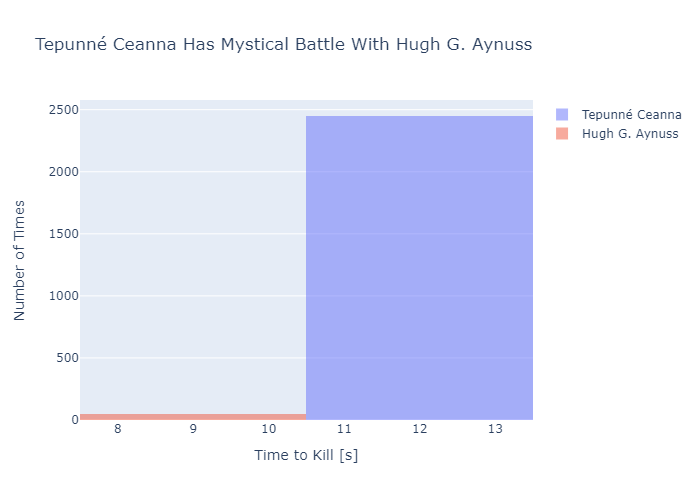 Tepunné Ceanna Has Mystical Battle With Hugh G. Aynuss
2500
2000
1500
1000
500
0
Number of Times
8 9 10 11 12 13
Time to Kill [s]
Tepunné Ceanna
Hugh G. Aynuss